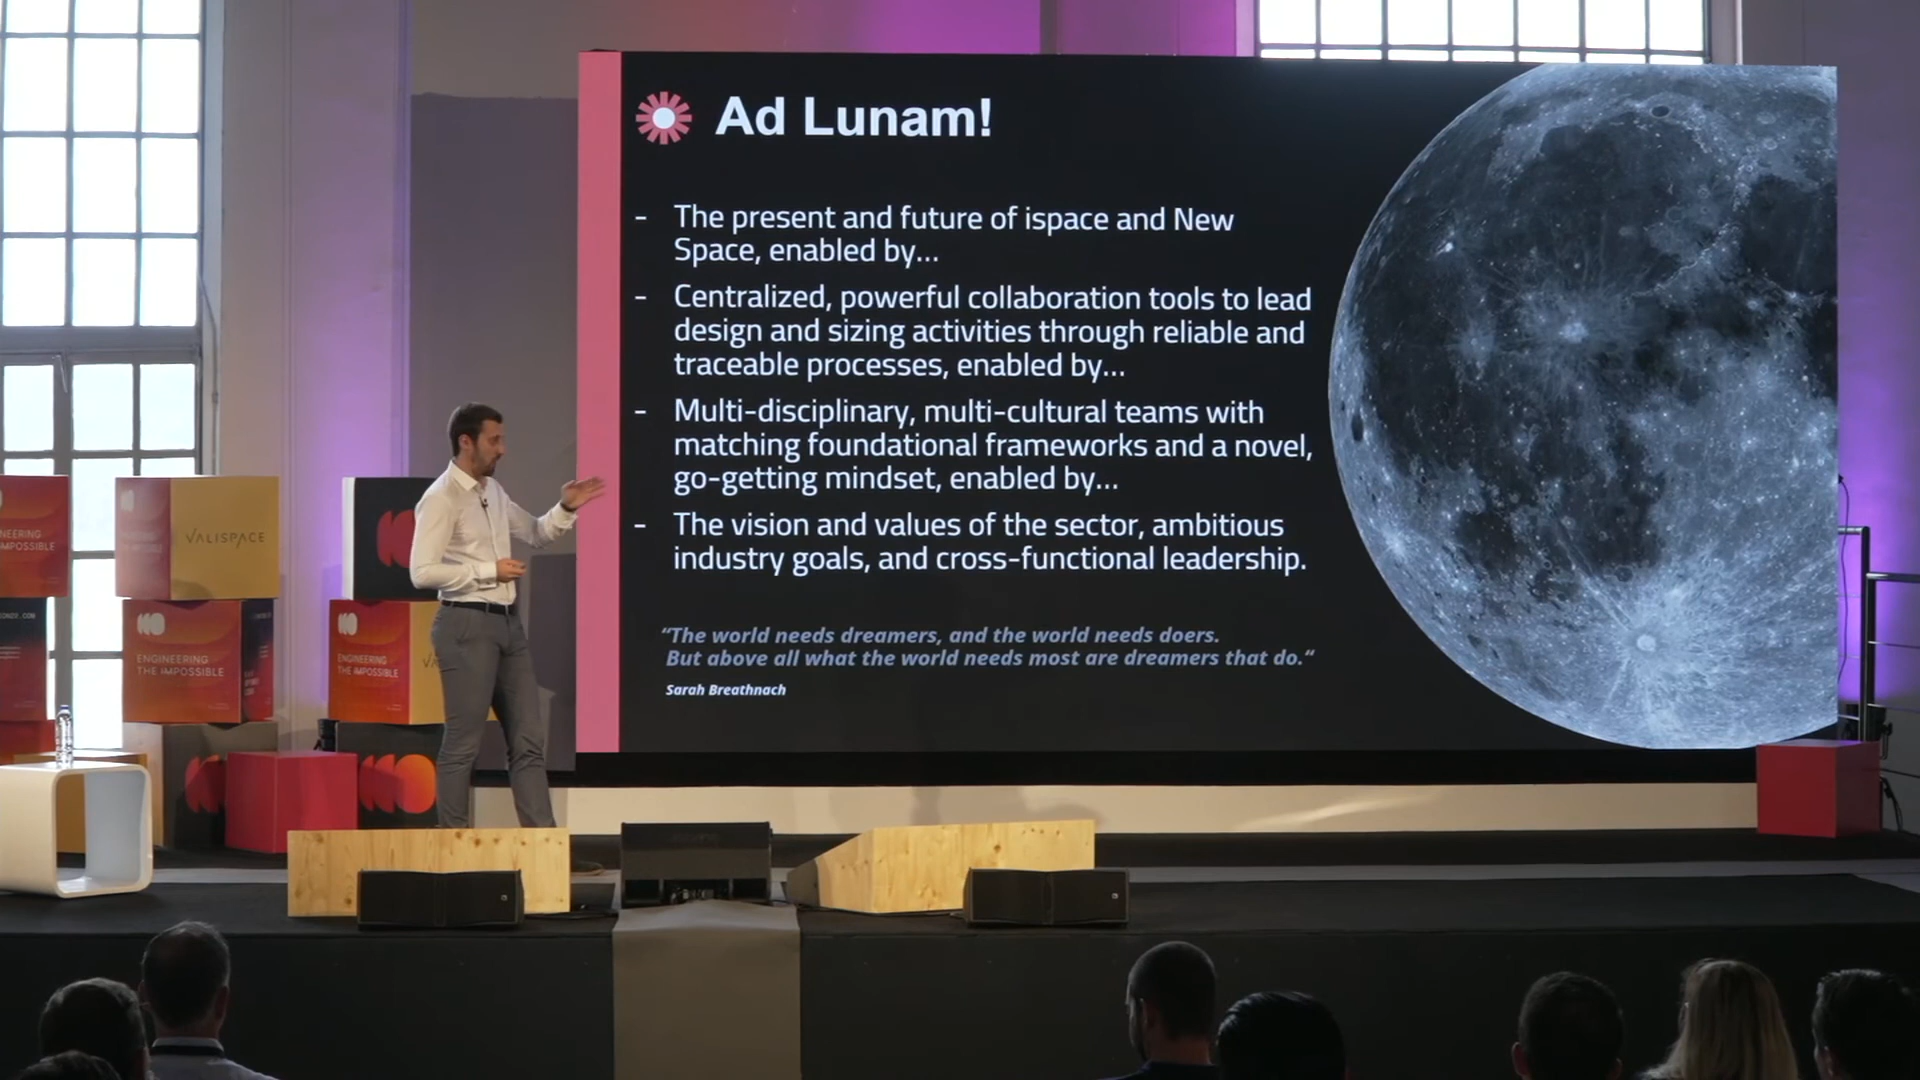 Ad Lunam!
- The present and future of ispace and New
Space, enabled by...
- Centralized, powerful collaboration tools to lead
design and sizing activities through reliable and
traceable processes, enabled by...
- Multi-disciplinary, multi-cultural teams with
matching foundational frameworks and a novel,
go-getting mindset, enabled by...
- The vision and values of the sector, ambitious
industry goals, and cross-functional leadership.
“The world needs dreamers, and the world needs doers.
But above all what the world needs most are dreamers that do.“
Sarah Breathnach
VALISPACE
ENGINEERING
THE IMPOSSIBLE
ENGINEERING
THE IMPOSSIBLE